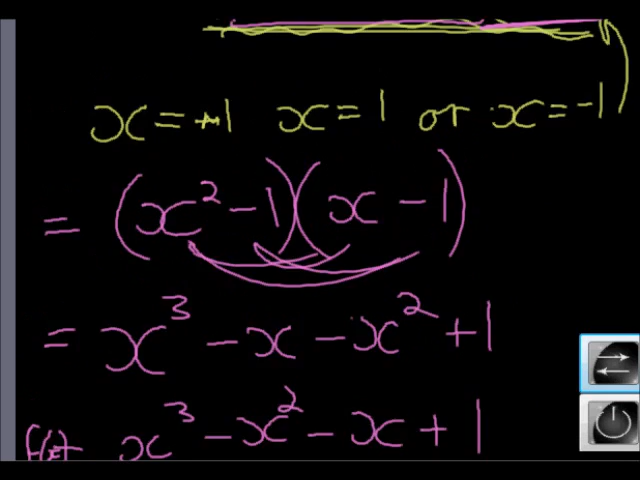 x = +1 x = 1 or x = -1
= (x² - 1)(x - 1)
= x³ - x - x² + 1
f(x) x³ - x² - x + 1